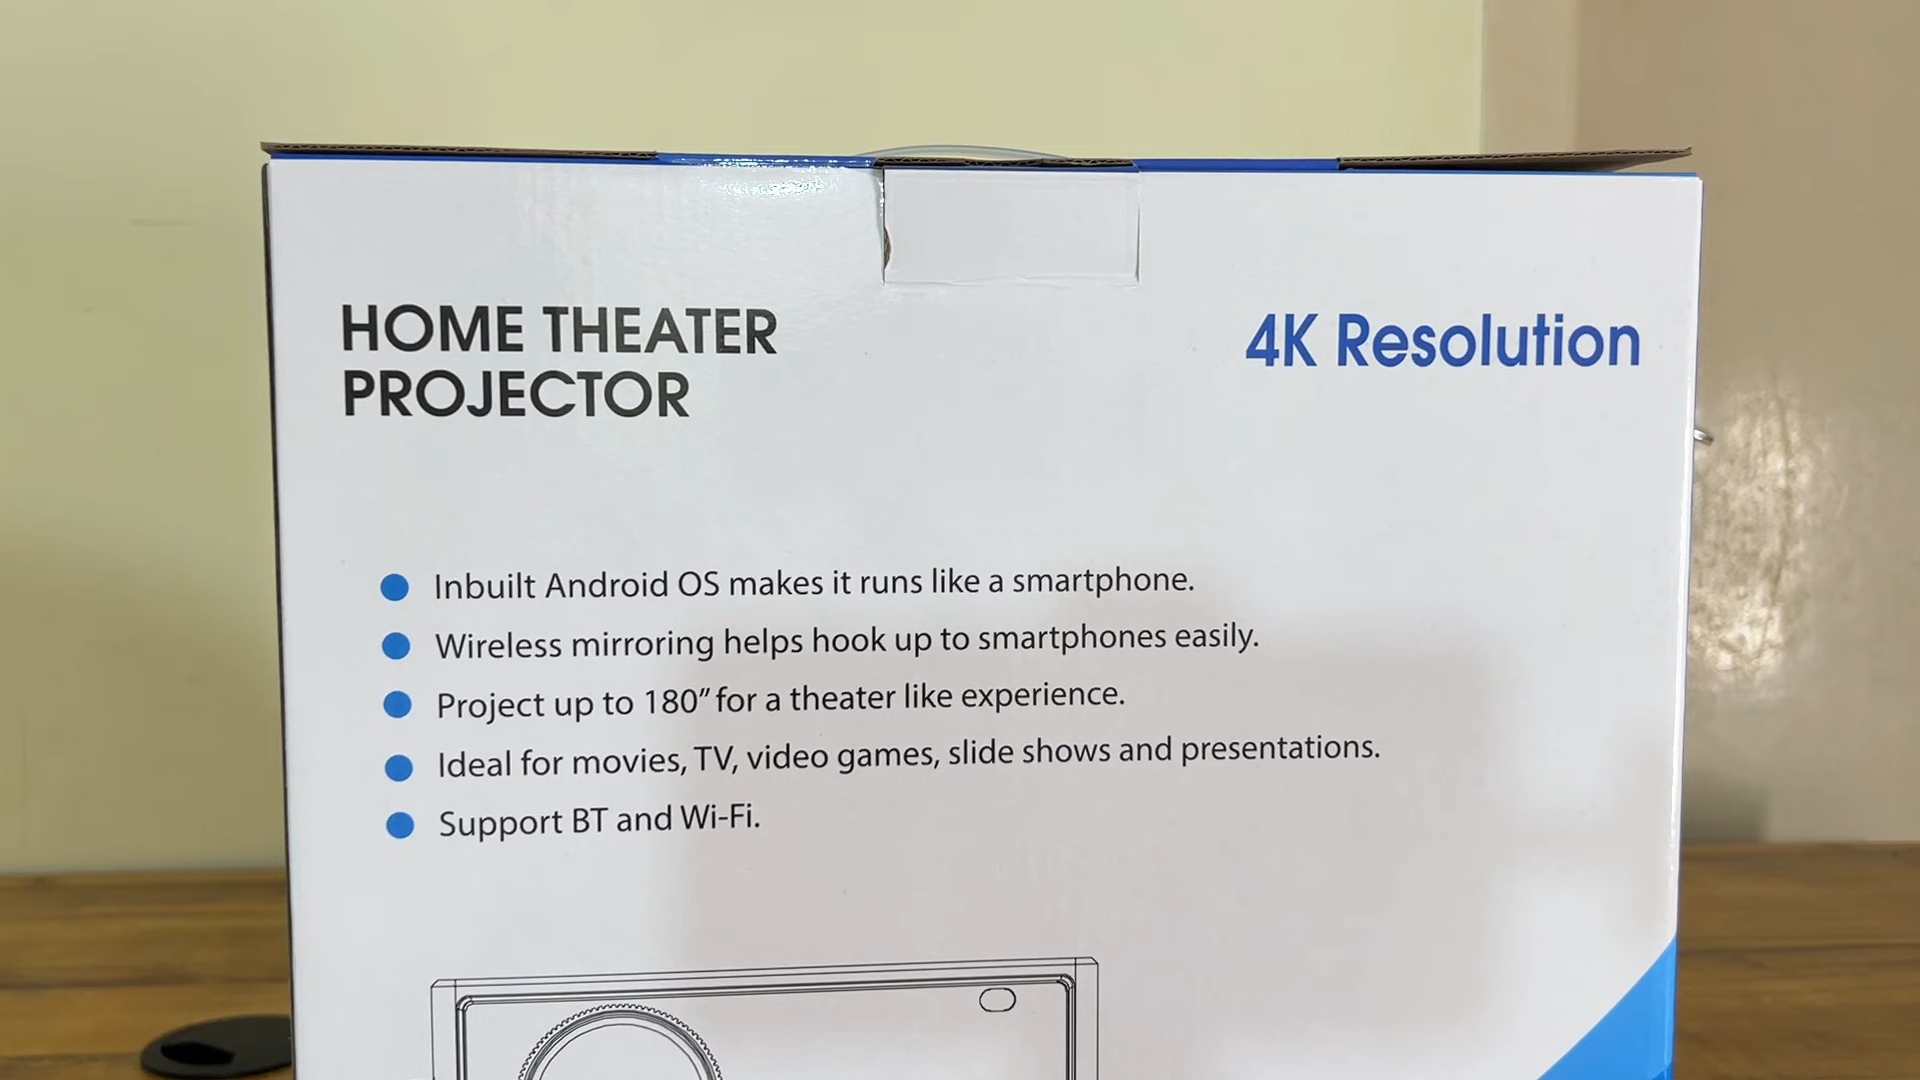 HOME THEATER
PROJECTOR
4K Resolution
Inbuilt Android OS makes it runs like a smartphone.
Wireless mirroring helps hook up to smartphones easily.
Project up to 180″ for a theater like experience.
Ideal for movies, TV, video games, slide shows and presentations.
Support BT and Wi-Fi.